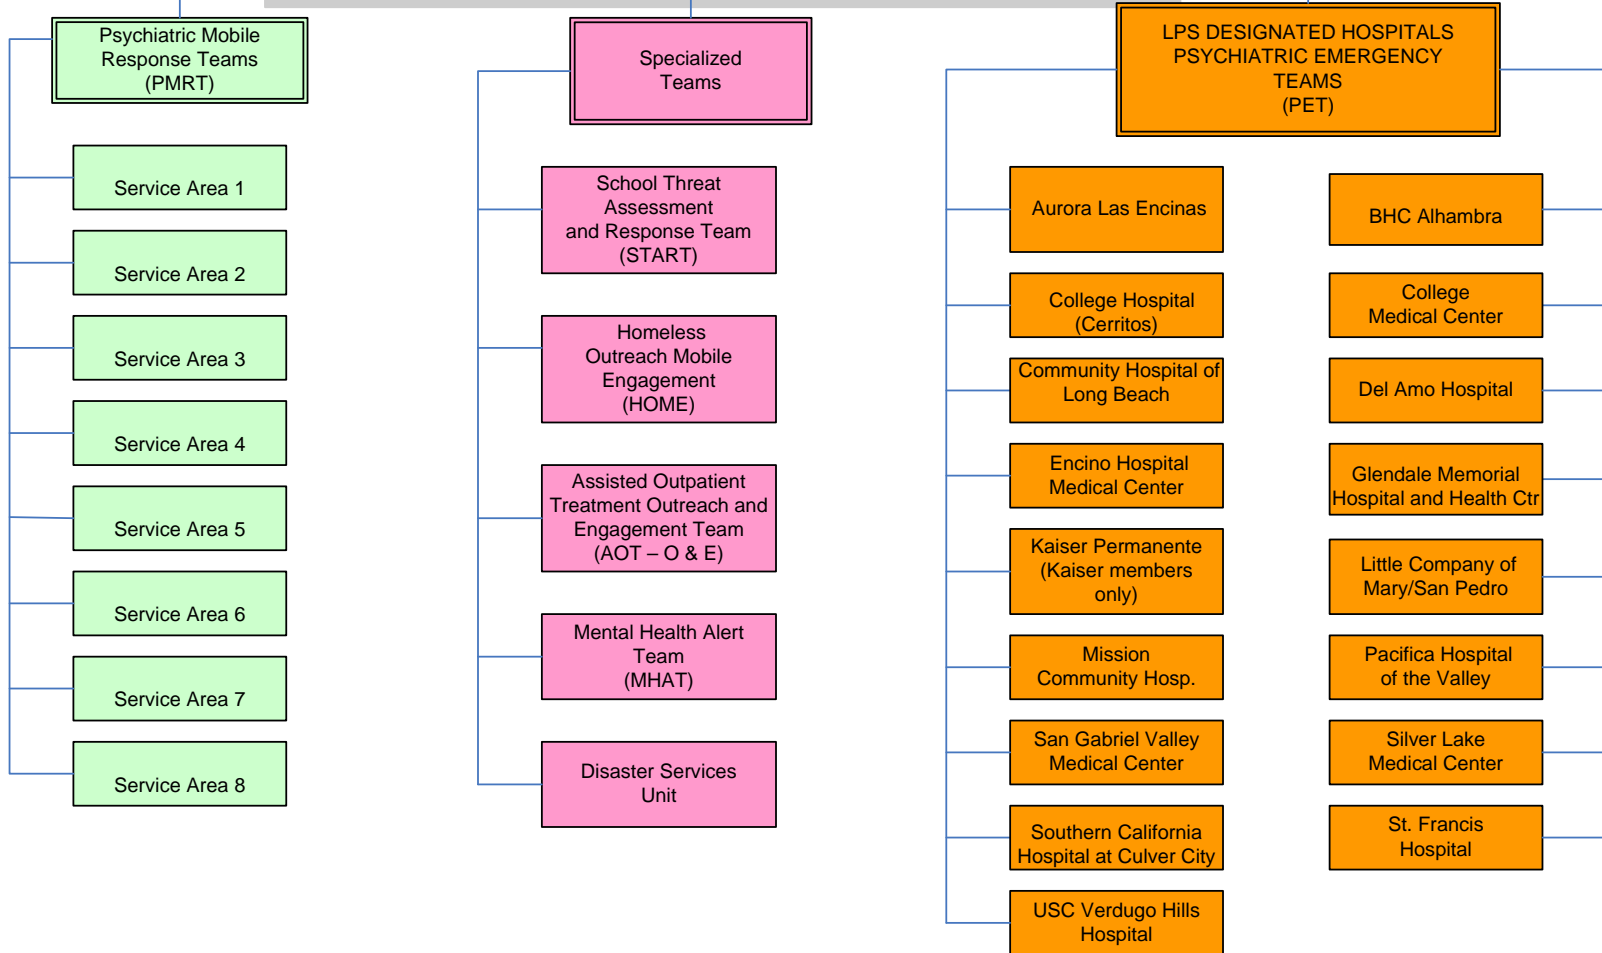 Psychiatric Mobile
Response Teams
(PMRT)
Service Area 1
Service Area 2
Service Area 3
Service Area 4
Service Area 5
Service Area 6
Service Area 7
Service Area 8
Specialized
Teams
School Threat
Assessment
and Response Team
(START)
Homeless
Outreach Mobile
Engagement
(HOME)
Assisted Outpatient
Treatment Outreach and
Engagement Team
(AOT – O & E)
Mental Health Alert
Team
(MHAT)
Disaster Services
Unit
LPS DESIGNATED HOSPITALS
PSYCHIATRIC EMERGENCY
TEAMS
(PET)
Aurora Las Encinas
College Hospital
(Cerritos)
Community Hospital of
Long Beach
Encino Hospital
Medical Center
Kaiser Permanente
(Kaiser members
only)
Mission
Community Hosp.
San Gabriel Valley
Medical Center
Southern California
Hospital at Culver City
USC Verdugo Hills
Hospital
BHC Alhambra
College
Medical Center
Del Amo Hospital
Glendale Memorial
Hospital and Health Ctr
Little Company of
Mary/San Pedro
Pacifica Hospital
of the Valley
Silver Lake
Medical Center
St. Francis
Hospital